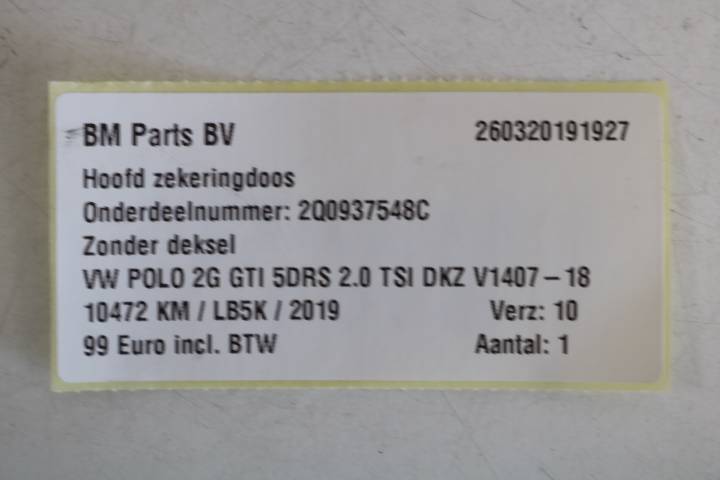 BM Parts BV 260320191927
Hoofd zekeringdoos
Onderdeelnummer: 2Q0937548C
Zonder deksel
VW POLO 2G GTI 5DRS 2.0 TSI DKZ V1407 – 18
10472 KM / LB5K / 2019 Verz: 10
99 Euro incl. BTW Aantal: 1